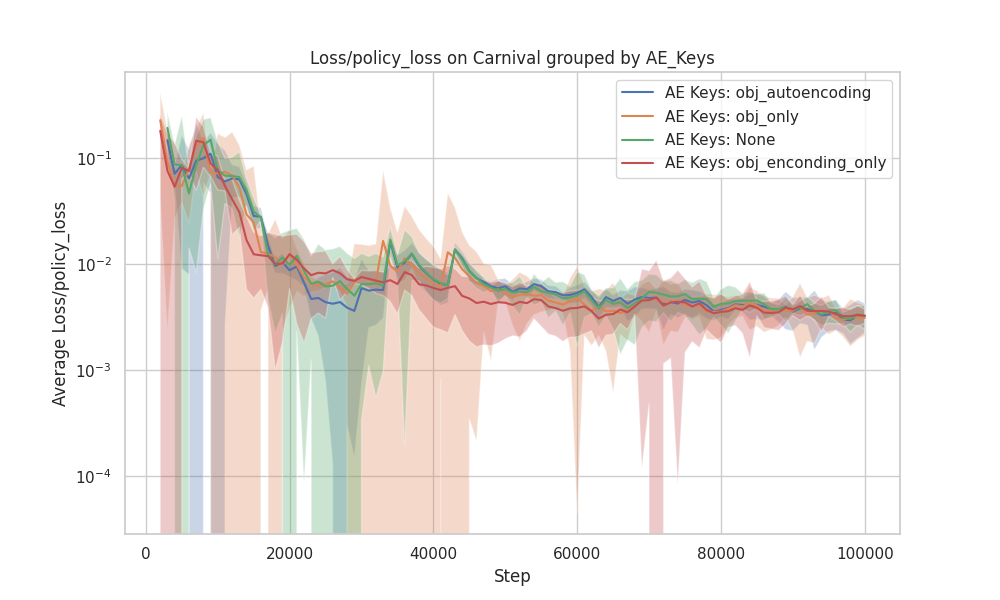 Loss/policy_loss on Carnival grouped by AE_Keys
AE Keys: obj_autoencoding
AE Keys: obj_only
AE Keys: None
AE Keys: obj_enconding_only
Average Loss/policy_loss
10⁻¹
10⁻²
10⁻³
10⁻⁴
0 20000 40000 60000 80000 100000
Step